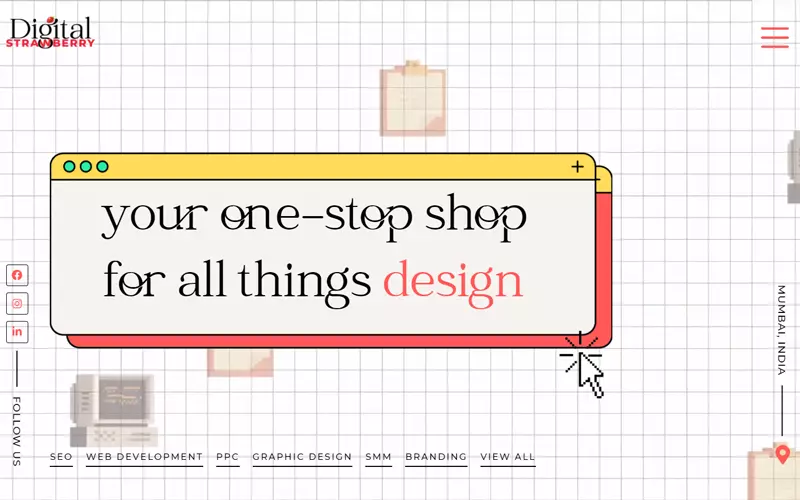 Digital
STRAWBERRY
your one-stop shop
for all things design
FOLLOW US
MUMBAI, INDIA
SEO WEB DEVELOPMENT PPC GRAPHIC DESIGN SMM BRANDING VIEW ALL